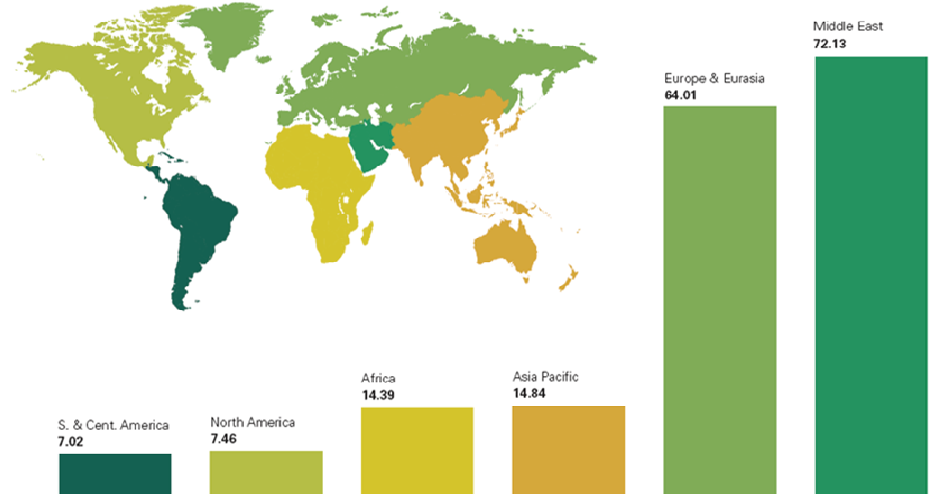 S. & Cent. America
7.02
North America
7.46
Africa
14.39
Asia Pacific
14.84
Europe & Eurasia
64.01
Middle East
72.13